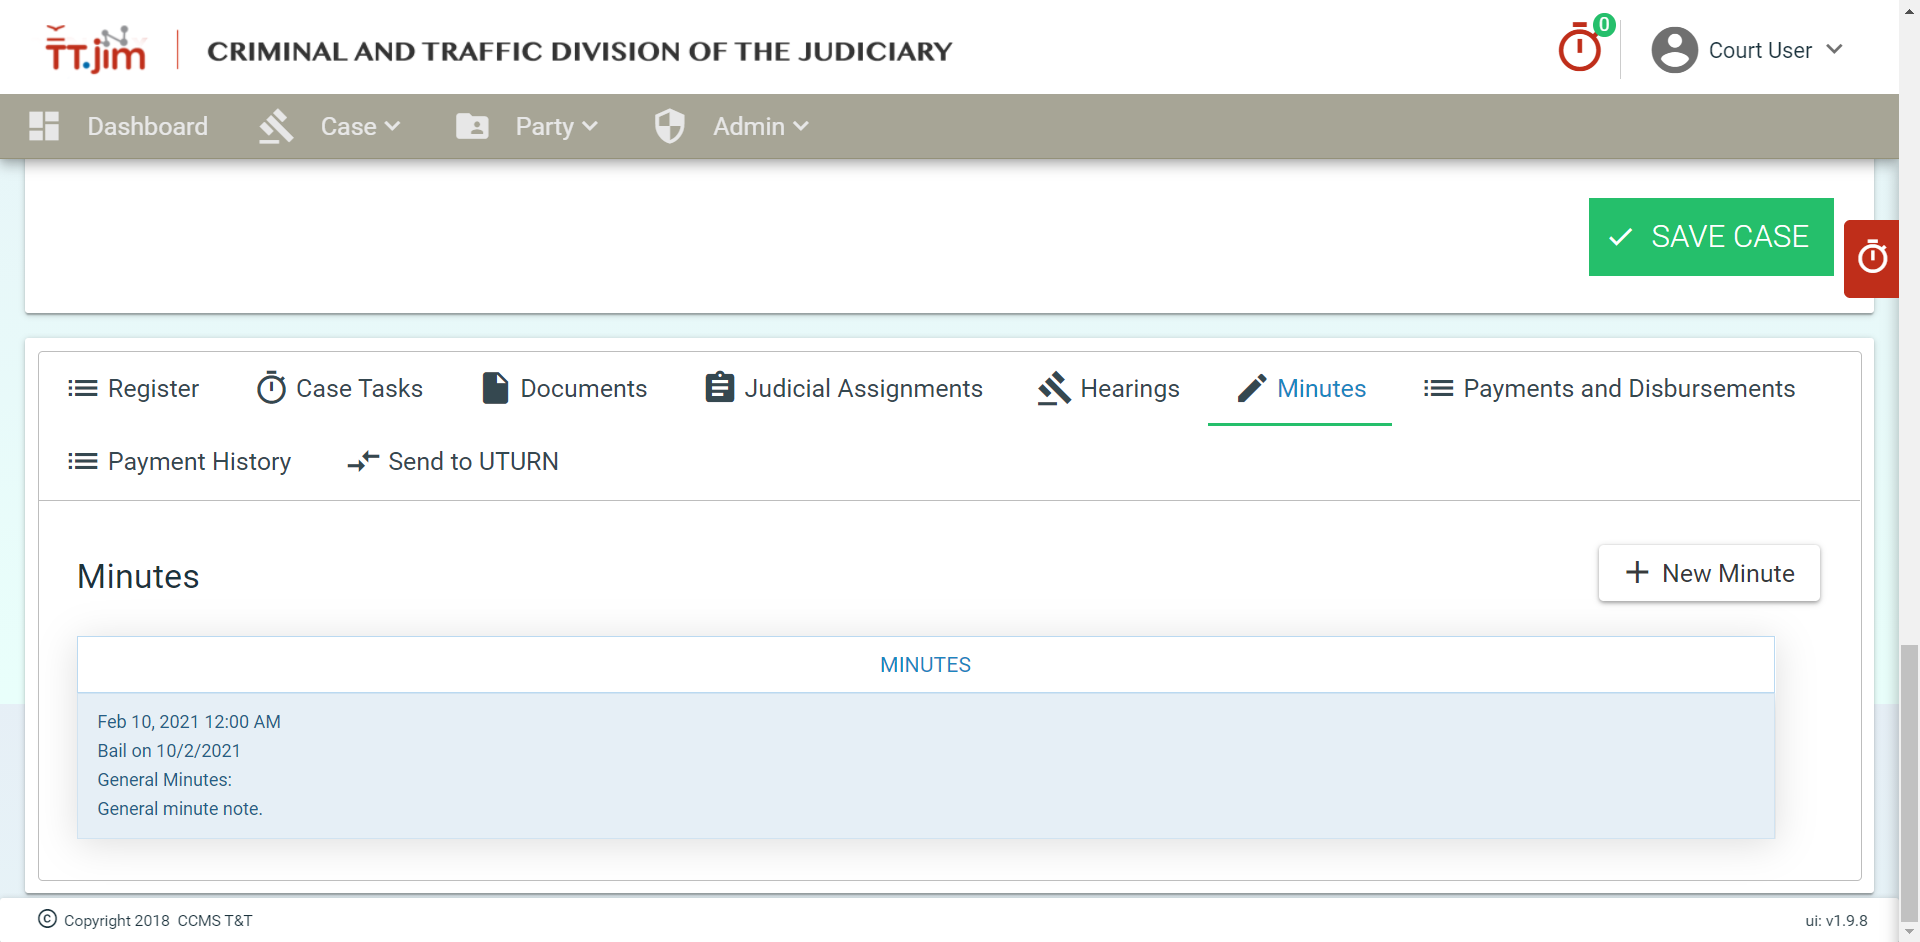 TT.jim
CRIMINAL AND TRAFFIC DIVISION OF THE JUDICIARY
0
Court User
Dashboard
Case
Party
Admin
SAVE CASE
Register
Case Tasks
Documents
Judicial Assignments
Hearings
Minutes
Payments and Disbursements
Payment History
Send to UTURN
Minutes
New Minute
MINUTES
Feb 10, 2021 12:00 AM
Bail on 10/2/2021
General Minutes:
General minute note.
© Copyright 2018 CCMS T&T
ui: v1.9.8